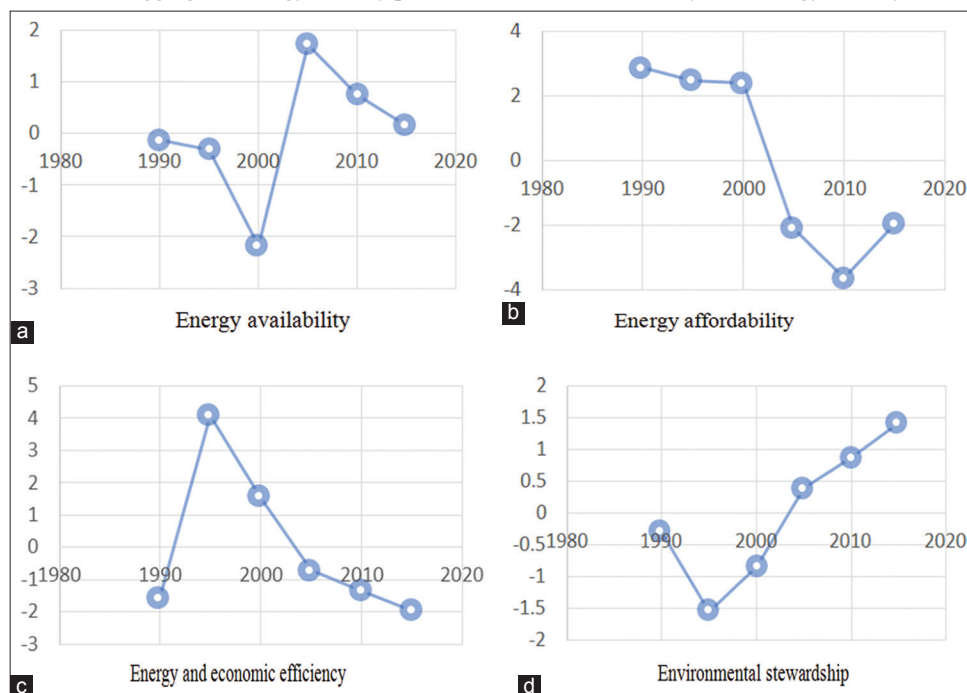 2
1
0
1980 1990 2000 2010 2020
-1
-2
-3
a
Energy availability
4
2
0
1980 1990 2000 2010 2020
-2
-4
b
Energy affordability
5
4
3
2
1
0
1980 1990 2000 2010 2020
-1
-2
-3
c
Energy and economic efficiency
2
1.5
1
0.5
0
1980 1990 2000 2010 2020
-0.5
-1
-1.5
-2
d
Environmental stewardship